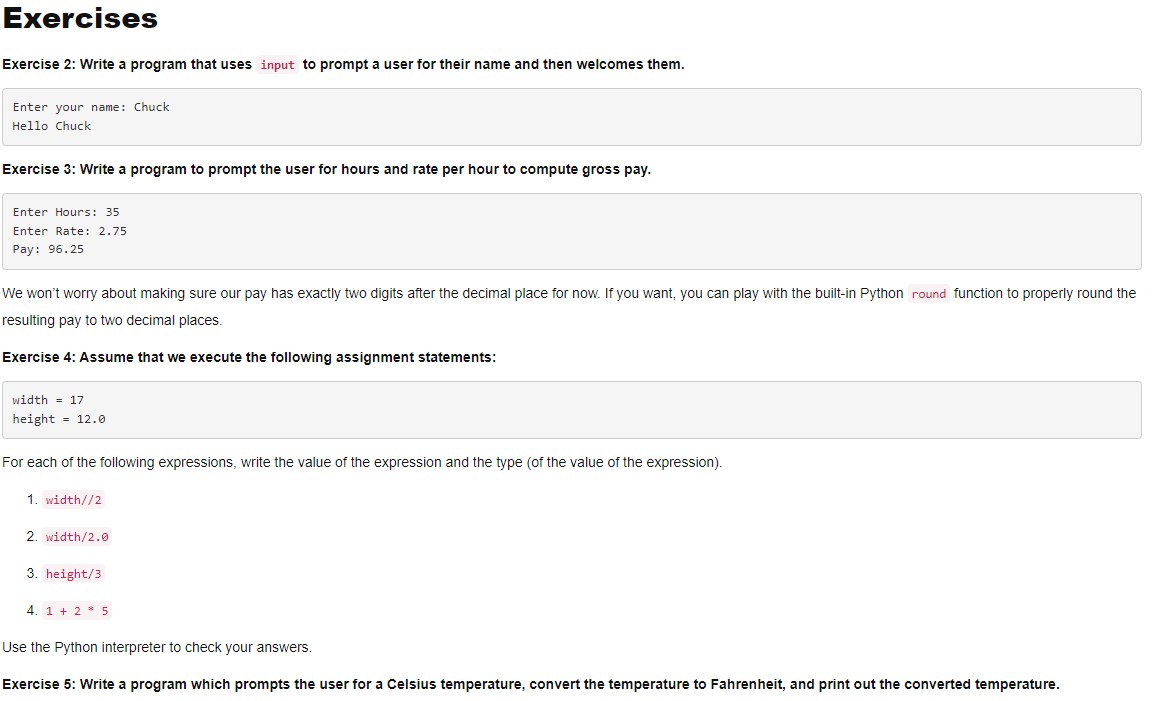 Exercises
Exercise 2: Write a program that uses input to prompt a user for their name and then welcomes them.
Enter your name: Chuck
Hello Chuck
Exercise 3: Write a program to prompt the user for hours and rate per hour to compute gross pay.
Enter Hours: 35
Enter Rate: 2.75
Pay: 96.25
We won’t worry about making sure our pay has exactly two digits after the decimal place for now. If you want, you can play with the built-in Python round function to properly round the
resulting pay to two decimal places.
Exercise 4: Assume that we execute the following assignment statements:
width = 17
height = 12.0
For each of the following expressions, write the value of the expression and the type (of the value of the expression).
1. width//2
2. width/2.0
3. height/3
4. 1 + 2 * 5
Use the Python interpreter to check your answers.
Exercise 5: Write a program which prompts the user for a Celsius temperature, convert the temperature to Fahrenheit, and print out the converted temperature.